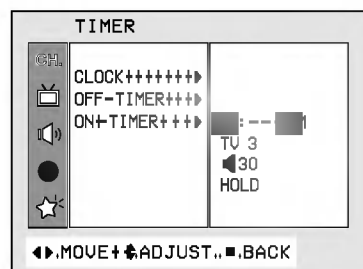 TIMER
CH.
CLOCK+++++++▶
OFF-TIMER+++▶
ON+TIMER+++▶ :--
TV 3
30
HOLD
◀▶.MOVE+ ADJUST..■.BACK